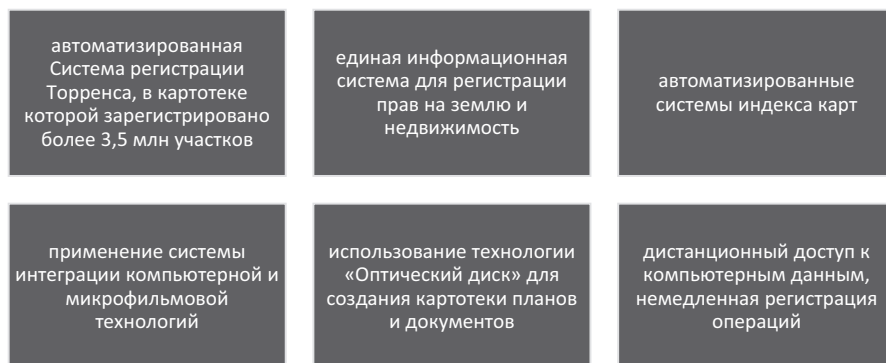 автоматизированная
Система регистрации
Торренса, в картотеке
которой зарегистрировано
более 3,5 млн участков
единая информационная
система для регистрации
прав на землю и
недвижимость
автоматизированные
системы индекса карт
применение системы
интеграции компьютерной и
микрофильмовой
технологий
использование технологии
«Оптический диск» для
создания картотеки планов
и документов
дистанционный доступ к
компьютерным данным,
немедленная регистрация
операций